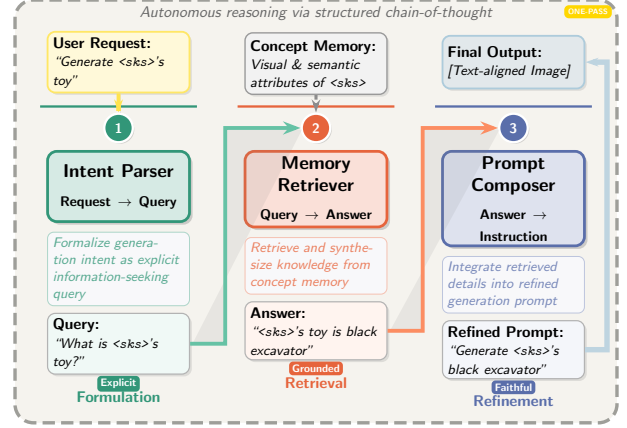 Autonomous reasoning via structured chain-of-thought
ONE-PASS
User Request:
"Generate <sks>'s
toy"
1
Intent Parser
Request → Query
Formalize genera-
tion intent as explicit
information-seeking
query
Query:
"What is <sks>'s
toy?"
Explicit
Formulation
Concept Memory:
Visual & semantic
attributes of <sks>
2
Memory
Retriever
Query → Answer
Retrieve and synthe-
size knowledge from
concept memory
Answer:
"<sks>'s toy is black
excavator"
Grounded
Retrieval
Final Output:
[Text-aligned Image]
3
Prompt
Composer
Answer →
Instruction
Integrate retrieved
details into refined
generation prompt
Refined Prompt:
"Generate <sks>'s
black excavator"
Faithful
Refinement